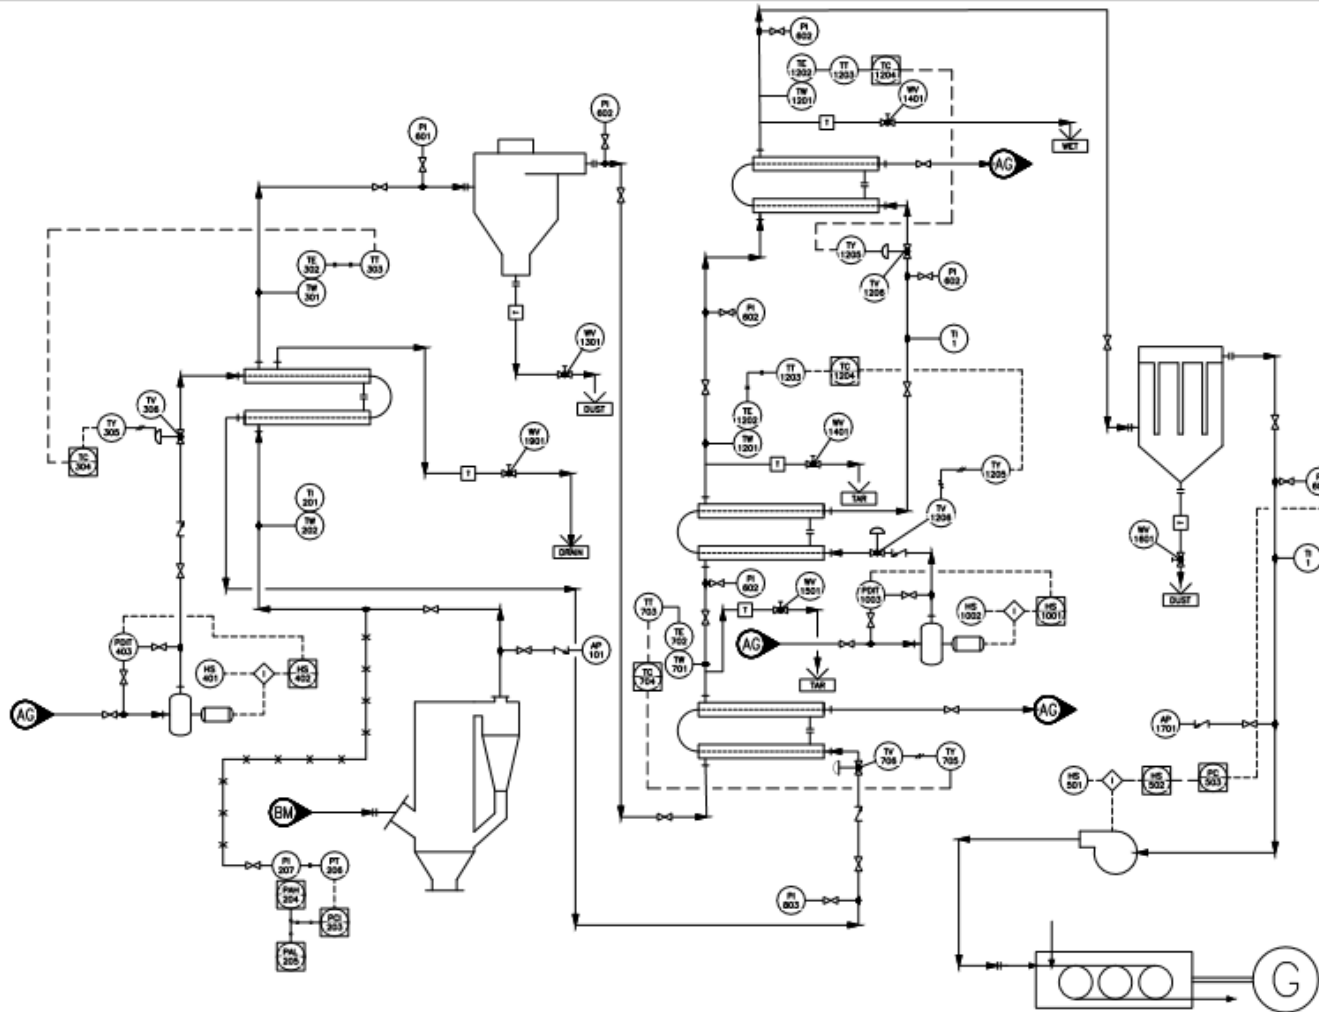 PI
602
TE
1202
TT
1203
TC
1204
TW
1201
WV
1401
T
WET
AG
PI
601
PI
602
TE
302
TT
303
TW
301
TY
1205
TV
1206
PI
602
T
WV
1301
DUST
PI
602
TI
1
TT
1203
TC
1204
TV
306
TY
305
TC
304
TE
1202
TW
1201
WV
1401
T
TAR
WV
1901
T
DRAIN
TY
1205
TV
1206
TI
201
TW
202
T
WV
1601
DUST
TI
1
PI
602
WV
1501
T
TAR
TT
703
TE
702
TW
701
TC
704
PDIT
1003
HS
1002
I
HS
1001
AG
PDIT
403
HS
401
I
HS
402
AG
AP
101
AG
AP
1701
TV
706
TY
705
HS
501
I
HS
502
PC
503
BM
PI
207
PT
206
PAH
204
PCI
203
PAL
205
PI
803
G